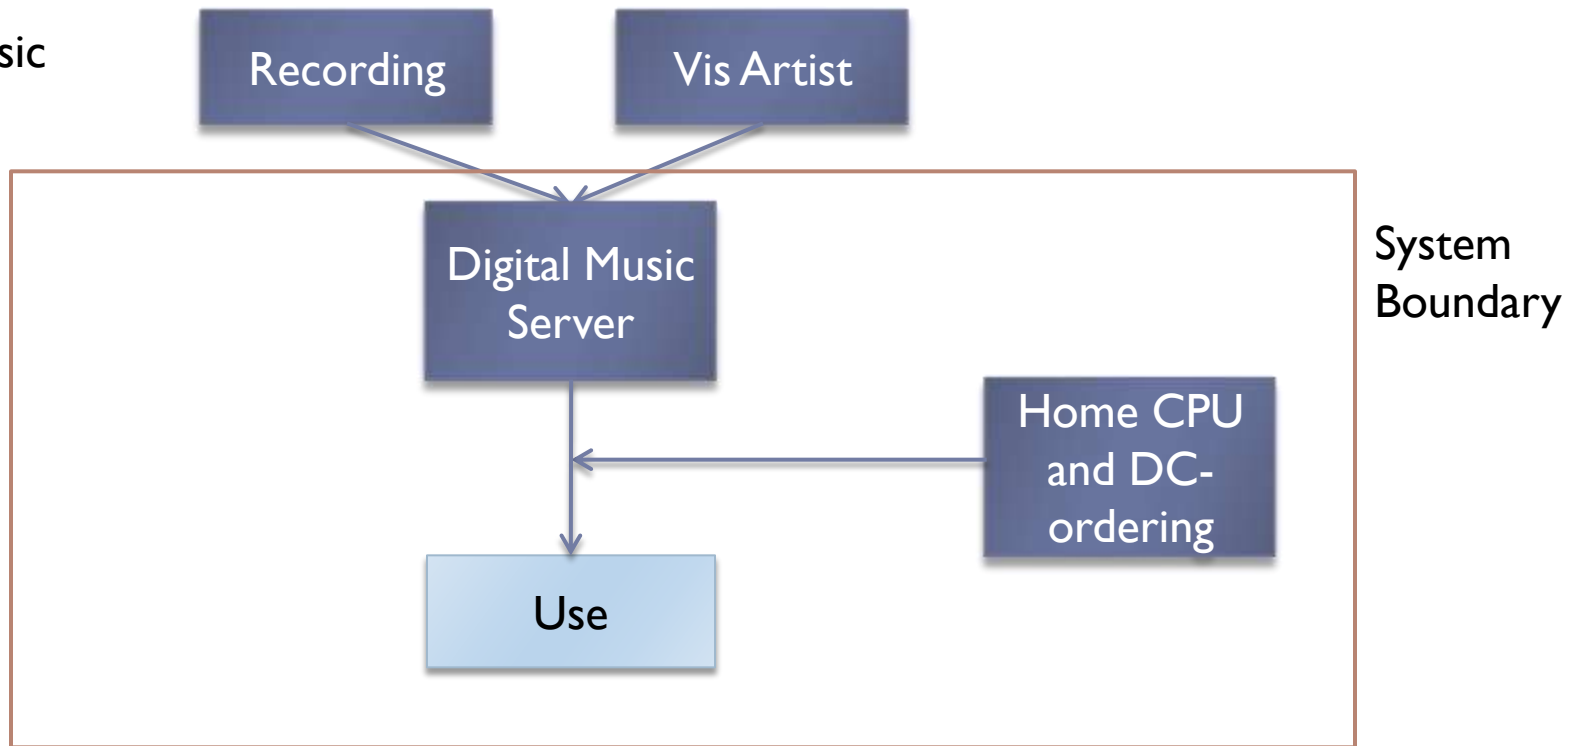 sic
Recording
Vis Artist
Digital Music
Server
System
Boundary
Home CPU
and DC-
ordering
Use